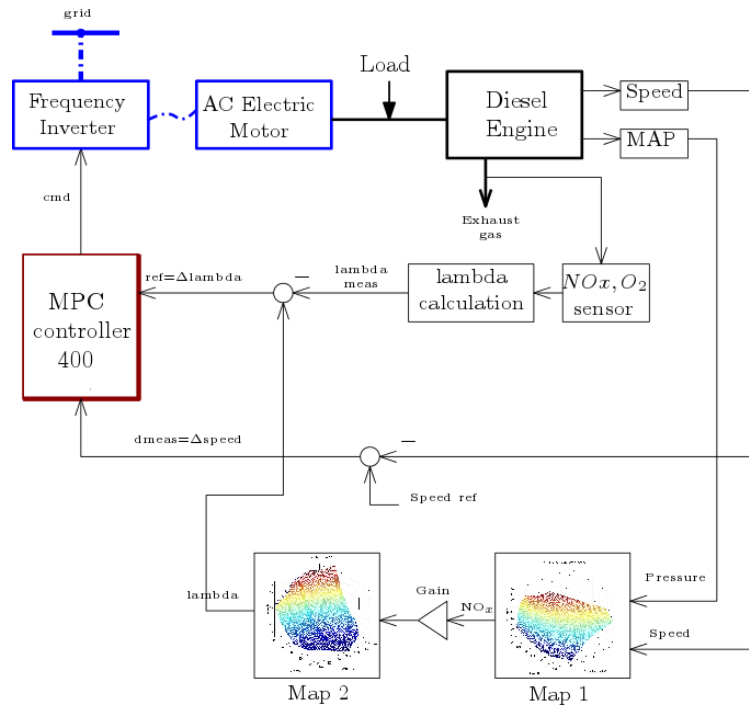 grid
Frequency
Inverter
AC Electric
Motor
Load
Diesel
Engine
Speed
MAP
cmd
Exhaust
gas
MPC
controller
400
ref=Δlambda
−
lambda
meas
lambda
calculation
NOx, O2
sensor
dmeas=Δspeed
−
Speed ref
lambda
Gain
NOx
Pressure
Speed
Map 2
Map 1